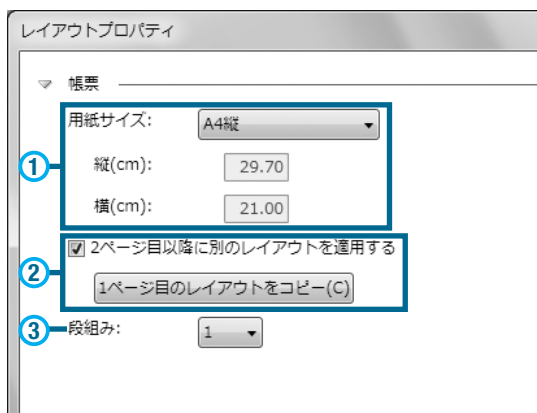 レイアウトプロパティ
帳票
用紙サイズ: A4縦
① 縦(cm): 29.70
横(cm): 21.00
2ページ目以降に別のレイアウトを適用する
② 1ページ目のレイアウトをコピー(C)
③ 段組み: 1